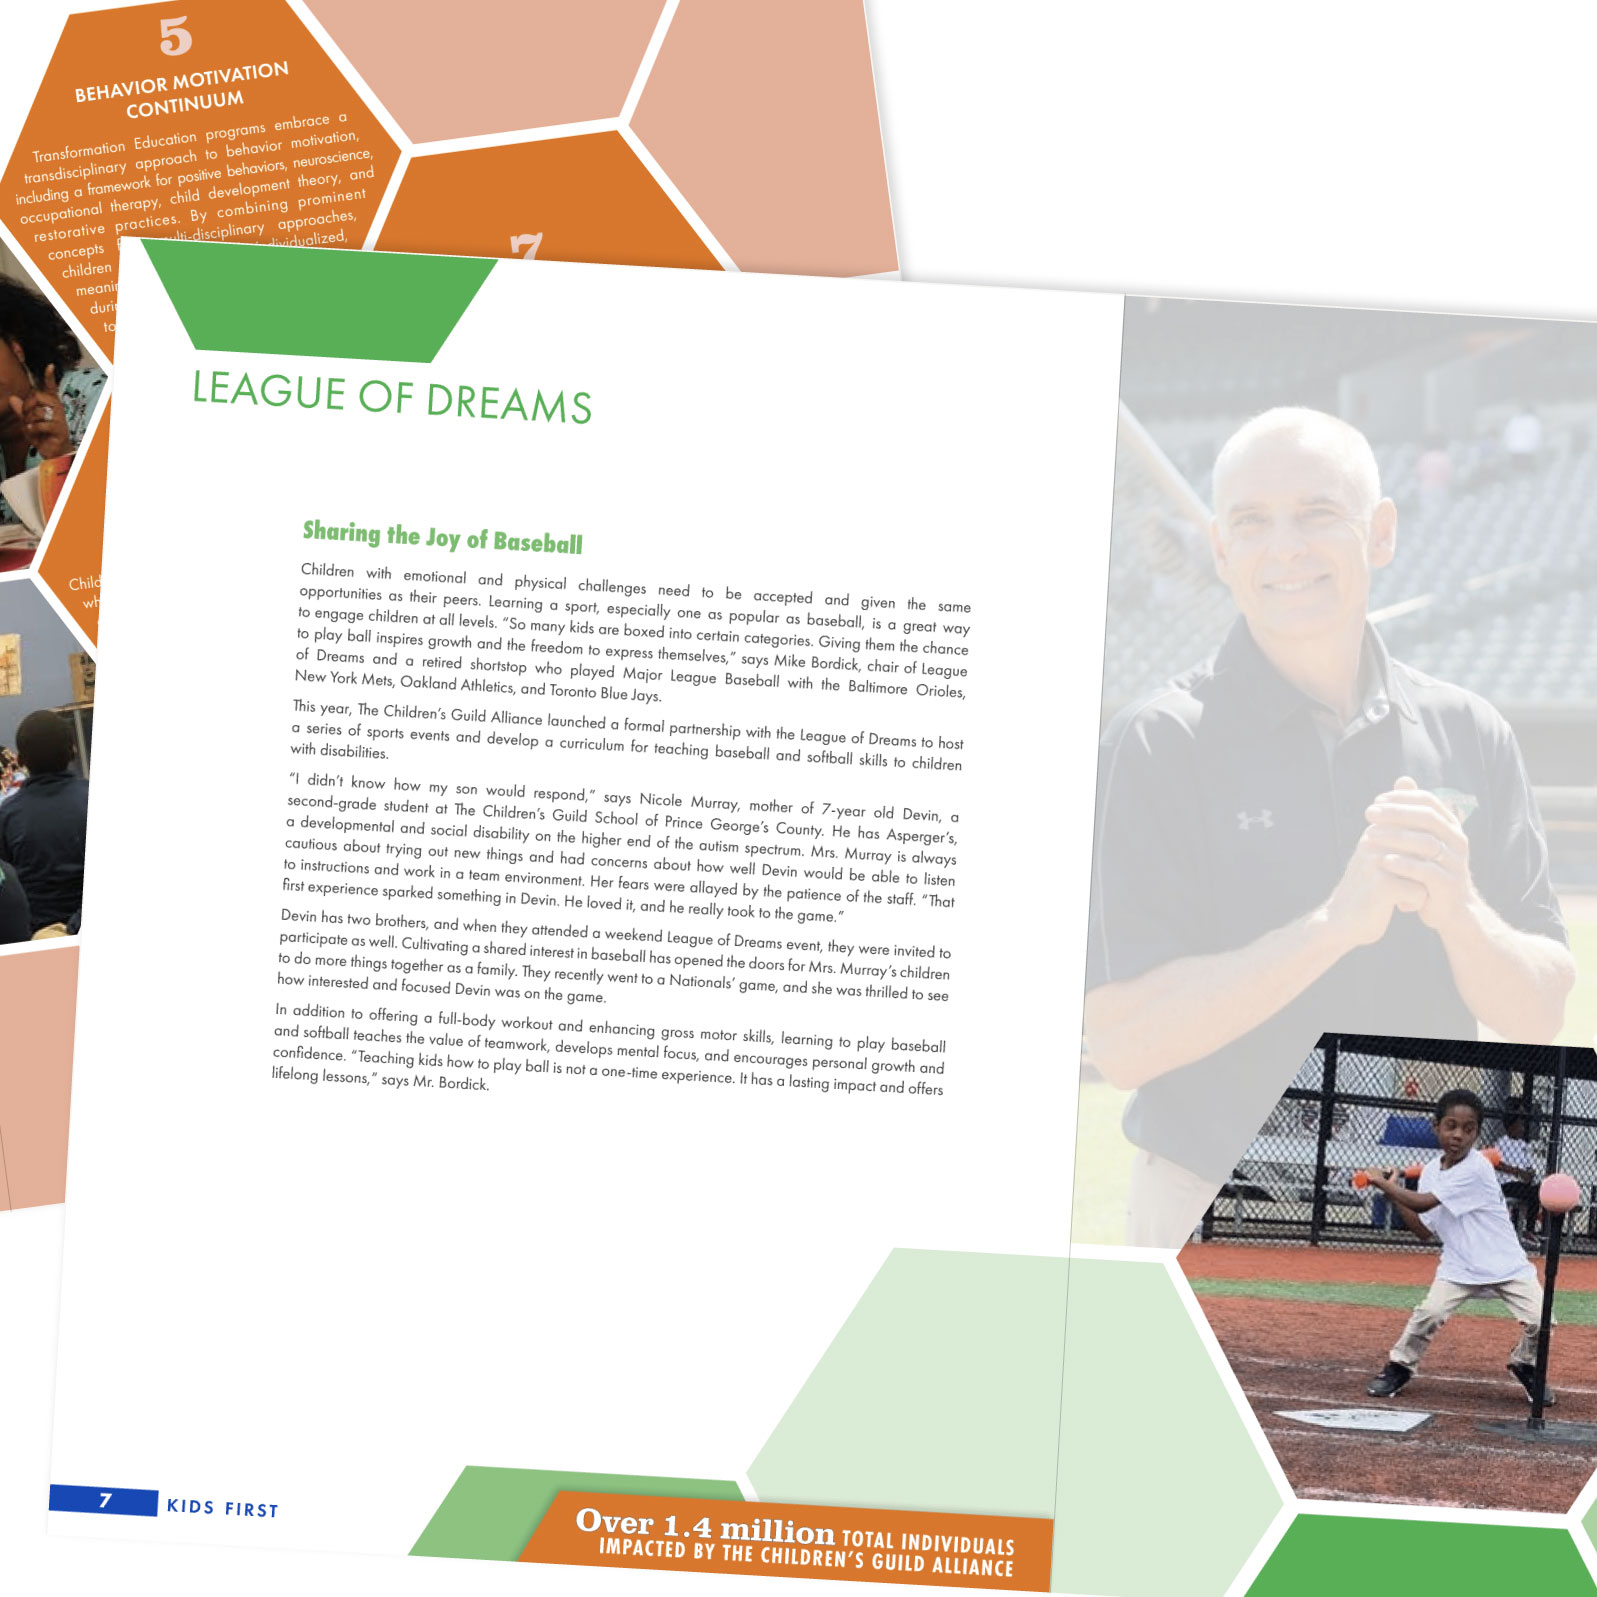 5
BEHAVIOR MOTIVATION
CONTINUUM
Transformation Education programs embrace a
transdisciplinary approach to behavior motivation,
including a framework for positive behaviors, neuroscience,
occupational therapy, child development theory, and
restorative practices. By combining prominent
concepts multi-disciplinary approaches,
children individualized,
7
LEAGUE OF DREAMS
Sharing the Joy of Baseball
Children with emotional and physical challenges need to be accepted and given the same
opportunities as their peers. Learning a sport, especially one as popular as baseball, is a great way
to engage children at all levels. “So many kids are boxed into certain categories. Giving them the chance
to play ball inspires growth and the freedom to express themselves,” says Mike Bordick, chair of League
of Dreams and a retired shortstop who played Major League Baseball with the Baltimore Orioles,
New York Mets, Oakland Athletics, and Toronto Blue Jays.
This year, The Children’s Guild Alliance launched a formal partnership with the League of Dreams to host
a series of sports events and develop a curriculum for teaching baseball and softball skills to children
with disabilities.
“I didn’t know how my son would respond,” says Nicole Murray, mother of 7-year old Devin, a
second-grade student at The Children’s Guild School of Prince George’s County. He has Asperger’s,
a developmental and social disability on the higher end of the autism spectrum. Mrs. Murray is always
cautious about trying out new things and had concerns about how well Devin would be able to listen
to instructions and work in a team environment. Her fears were allayed by the patience of the staff. “That
first experience sparked something in Devin. He loved it, and he really took to the game.”
Devin has two brothers, and when they attended a weekend League of Dreams event, they were invited to
participate as well. Cultivating a shared interest in baseball has opened the doors for Mrs. Murray’s children
to do more things together as a family. They recently went to a Nationals’ game, and she was thrilled to see
how interested and focused Devin was on the game.
In addition to offering a full-body workout and enhancing gross motor skills, learning to play baseball
and softball teaches the value of teamwork, develops mental focus, and encourages personal growth and
confidence. “Teaching kids how to play ball is not a one-time experience. It has a lasting impact and offers
lifelong lessons,” says Mr. Bordick.
7 KIDS FIRST
Over 1.4 million TOTAL INDIVIDUALS
IMPACTED BY THE CHILDREN’S GUILD ALLIANCE